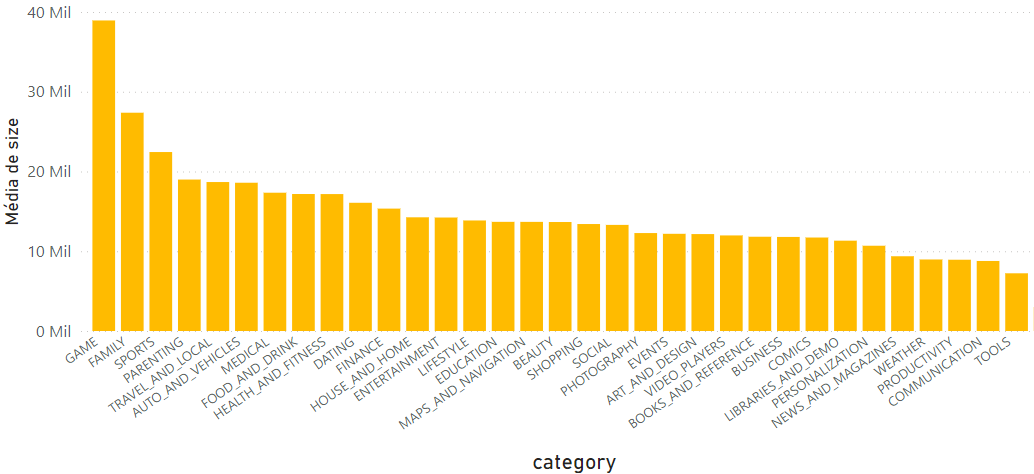 40 Mil
30 Mil
20 Mil
10 Mil
0 Mil
Média de size
GAME
FAMILY
SPORTS
PARENTING
TRAVEL_AND_LOCAL
AUTO_AND_VEHICLES
MEDICAL
FOOD_AND_DRINK
HEALTH_AND_FITNESS
DATING
FINANCE
HOUSE_AND_HOME
ENTERTAINMENT
LIFESTYLE
EDUCATION
MAPS_AND_NAVIGATION
BEAUTY
SHOPPING
SOCIAL
PHOTOGRAPHY
EVENTS
ART_AND_DESIGN
VIDEO_PLAYERS
BOOKS_AND_REFERENCE
BUSINESS
COMICS
LIBRARIES_AND_DEMO
PERSONALIZATION
NEWS_AND_MAGAZINES
WEATHER
PRODUCTIVITY
COMMUNICATION
TOOLS
category